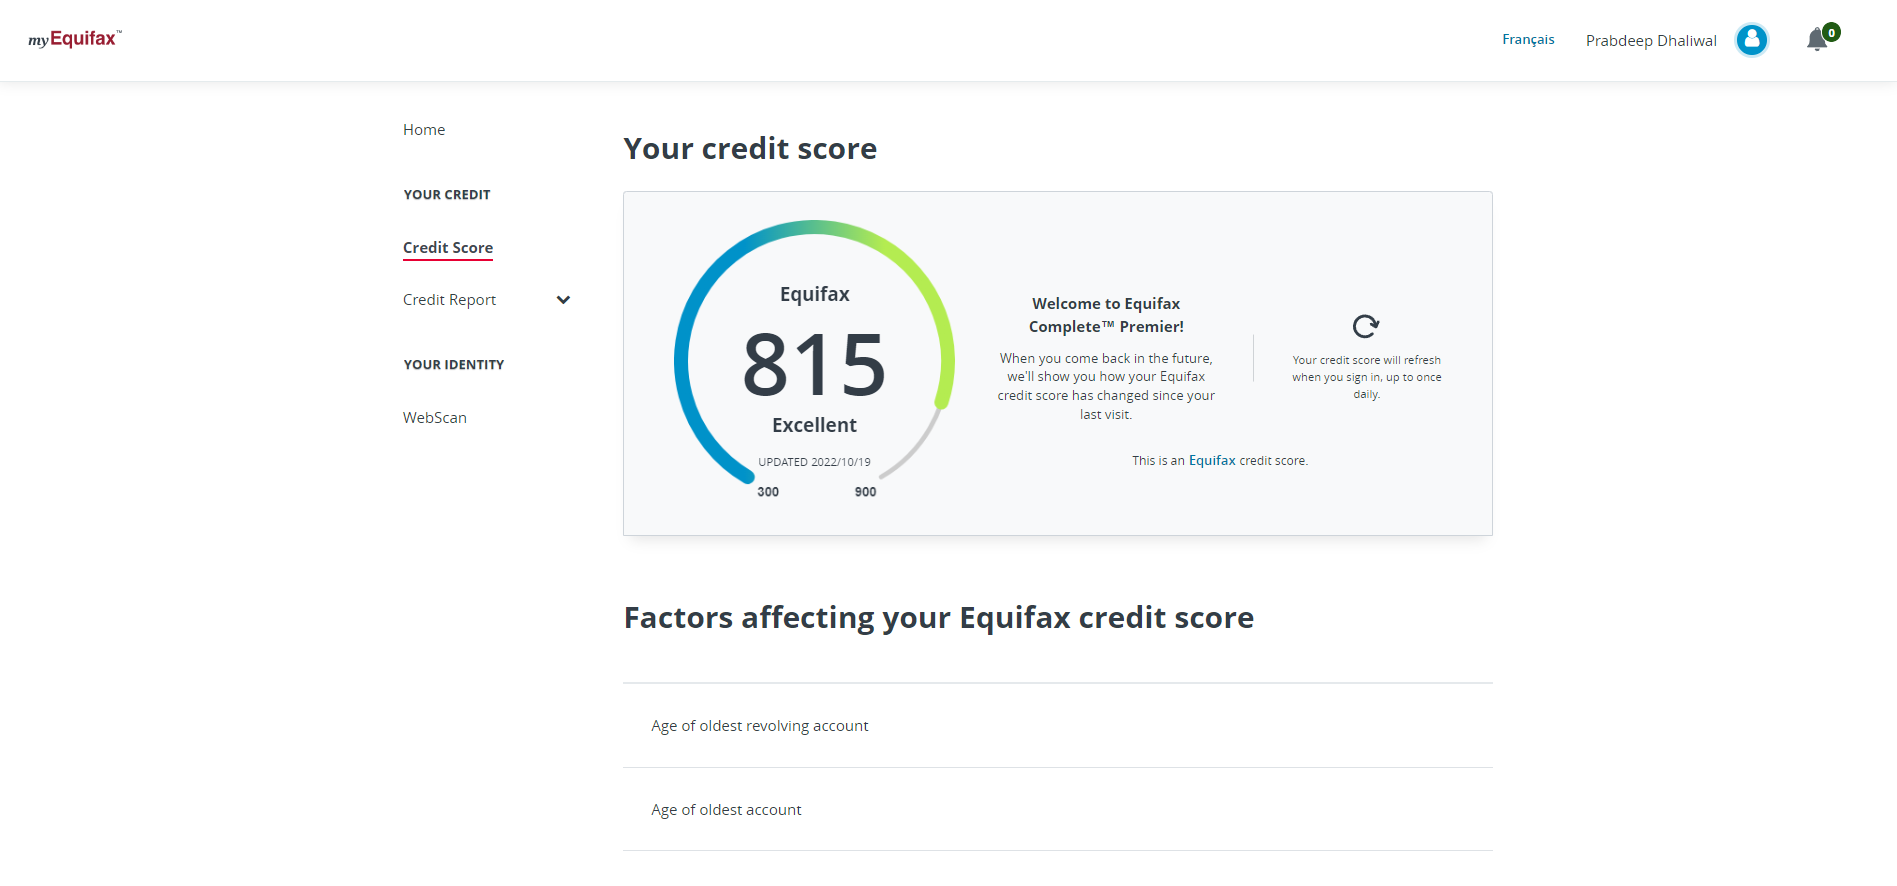 myEquifax™
Français
Prabdeep Dhaliwal
0
Home
YOUR CREDIT
Credit Score
Credit Report
YOUR IDENTITY
WebScan
Your credit score
Equifax
815
Excellent
UPDATED 2022/10/19
300
900
Welcome to Equifax
Complete™ Premier!
When you come back in the future,
we'll show you how your Equifax
credit score has changed since your
last visit.
Your credit score will refresh
when you sign in, up to once
daily.
This is an Equifax credit score.
Factors affecting your Equifax credit score
Age of oldest revolving account
Age of oldest account